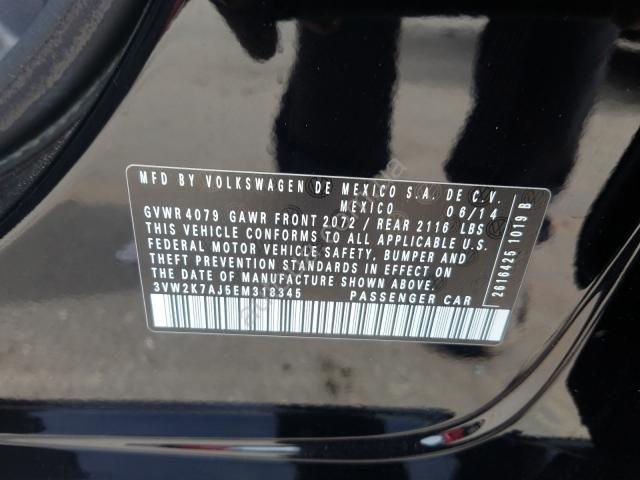 MFD BY VOLKSWAGEN DE MEXICO S.A. DE C.V.
MEXICO 06/14
GVWR 4079 GAWR FRONT 2072 / REAR 2116 LBS
THIS VEHICLE CONFORMS TO ALL APPLICABLE U.S.
FEDERAL MOTOR VEHICLE SAFETY, BUMPER AND
THEFT PREVENTION STANDARDS IN EFFECT ON
THE DATE OF MANUFACTURE SHOWN ABOVE.
3VW2K7AJ5EM318345 PASSENGER CAR
2616425 1019 B